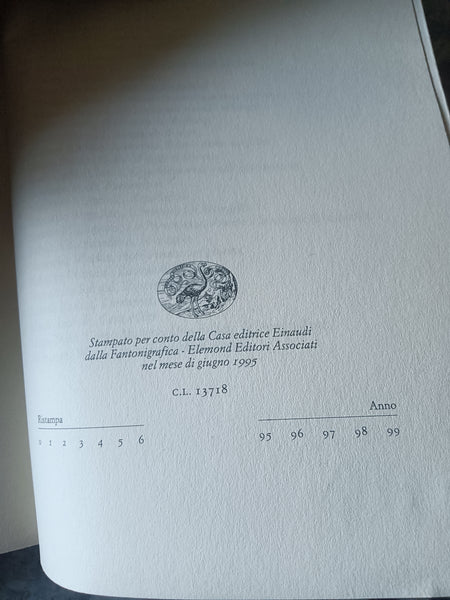 Stampato per conto della Casa editrice Einaudi
dalla Fantonigrafica - Elemond Editori Associati
nel mese di giugno 1995
C.L. 13718
Ristampa
0 1 2 3 4 5 6
Anno
95 96 97 98 99